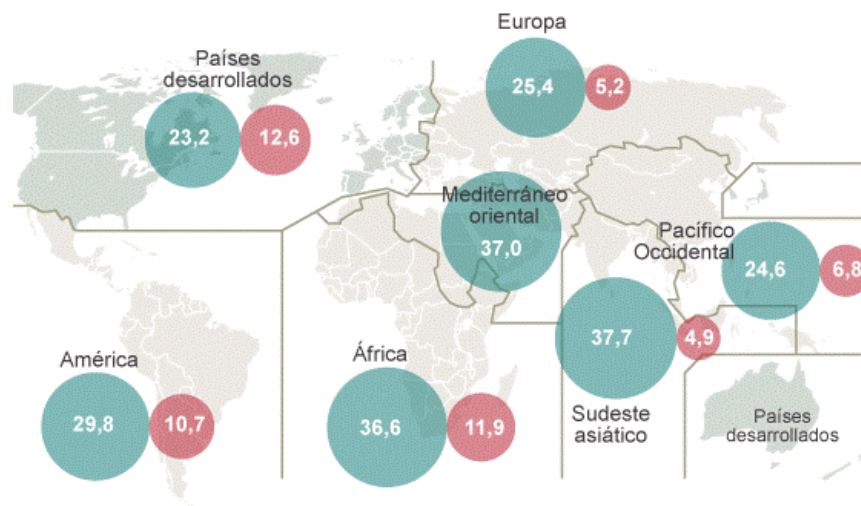 Europa
25,4
5,2
Países
desarrollados
23,2
12,6
Mediterráneo
oriental
37,0
Pacífico
Occidental
24,6
6,8
37,7
4,9
Sudeste
asiático
América
29,8
10,7
África
36,6
11,9
Países
desarrollados